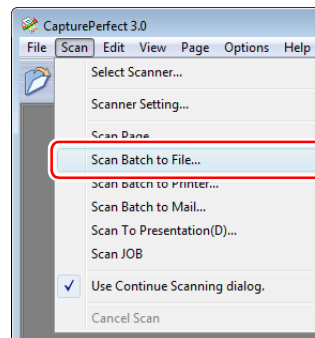 CapturePerfect 3.0
File Scan Edit View Page Options Help
Select Scanner...
Scanner Setting...
Scan Page
Scan Batch to File...
Scan Batch to Printer...
Scan Batch to Mail...
Scan To Presentation(D)...
Scan JOB
Use Continue Scanning dialog.
Cancel Scan